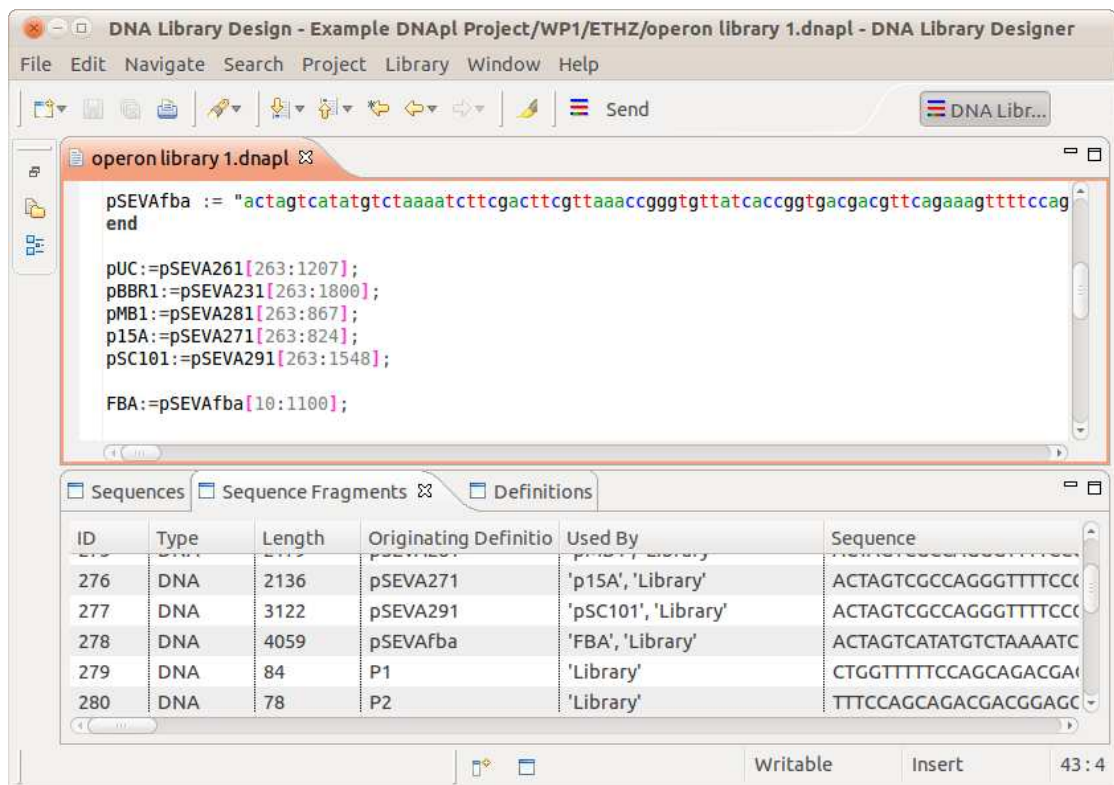 DNA Library Design - Example DNApl Project/WP1/ETHZ/operon library 1.dnapl - DNA Library Designer
File Edit Navigate Search Project Library Window Help
Send
DNA Libr...
operon library 1.dnapl
pSEVAfba := "actagtcatatgtctaaaatcttcgacttcgttaaaccgggtgttatcaccggtgacgacgttcagaaagttttccag
end
pUC:=pSEVA261[263:1207];
pBBR1:=pSEVA231[263:1800];
pMB1:=pSEVA281[263:867];
p15A:=pSEVA271[263:824];
pSC101:=pSEVA291[263:1548];
FBA:=pSEVAfba[10:1100];
Sequences Sequence Fragments Definitions
ID Type Length Originating Definitio Used By Sequence
276 DNA 2136 pSEVA271 'p15A', 'Library' ACTAGTCGCCAGGGTTTTCCC
277 DNA 3122 pSEVA291 'pSC101', 'Library' ACTAGTCGCCAGGGTTTTCCC
278 DNA 4059 pSEVAfba 'FBA', 'Library' ACTAGTCATATGTCTAAAATC
279 DNA 84 P1 'Library' CTGGTTTTTCCAGCAGACGA
280 DNA 78 P2 'Library' TTTCCAGCAGACGACGGAGC
Writable Insert 43:4